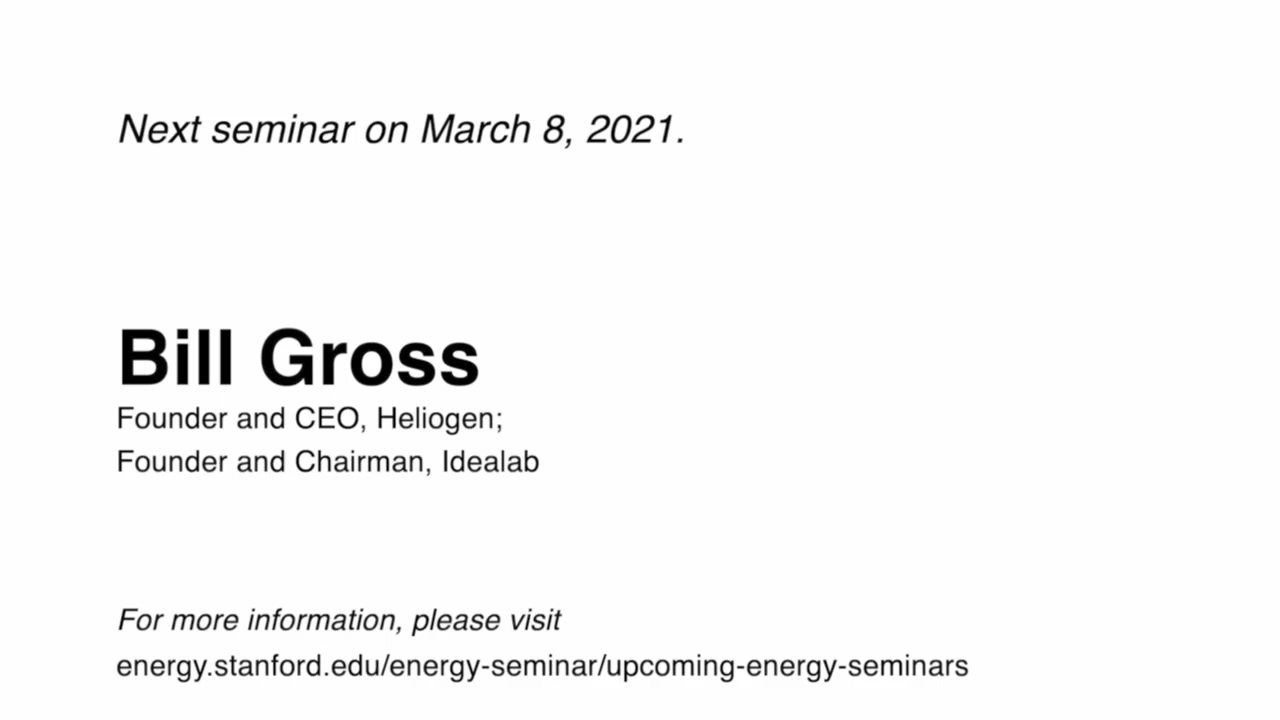 Next seminar on March 8, 2021.
Bill Gross
Founder and CEO, Heliogen;
Founder and Chairman, Idealab
For more information, please visit
energy.stanford.edu/energy-seminar/upcoming-energy-seminars